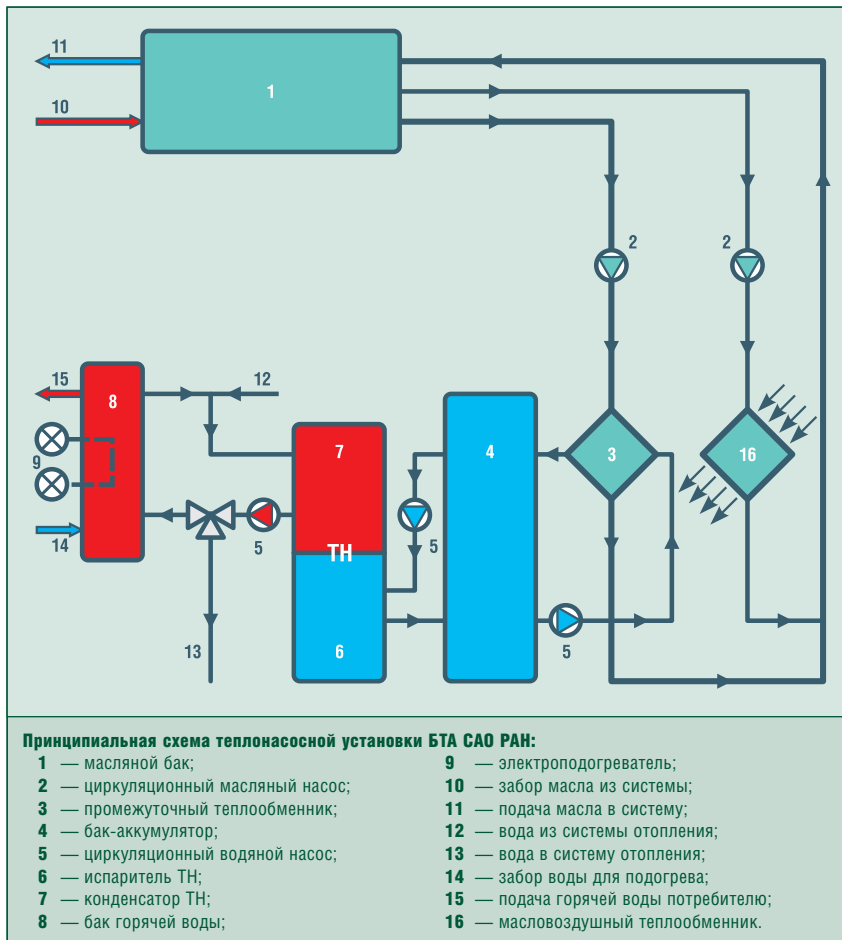 11
10
1
2
2
15
12
8
7
4
3
16
9
5
5
14
ТН
13
6
5
Принципиальная схема теплонасосной установки БТА САО РАН:
1 — масляной бак;
2 — циркуляционный масляный насос;
3 — промежуточный теплообменник;
4 — бак-аккумулятор;
5 — циркуляционный водяной насос;
6 — испаритель ТН;
7 — конденсатор ТН;
8 — бак горячей воды;
9 — электроподогреватель;
10 — забор масла из системы;
11 — подача масла в систему;
12 — вода из системы отопления;
13 — вода в систему отопления;
14 — забор воды для подогрева;
15 — подача горячей воды потребителю;
16 — масловоздушный теплообменник.